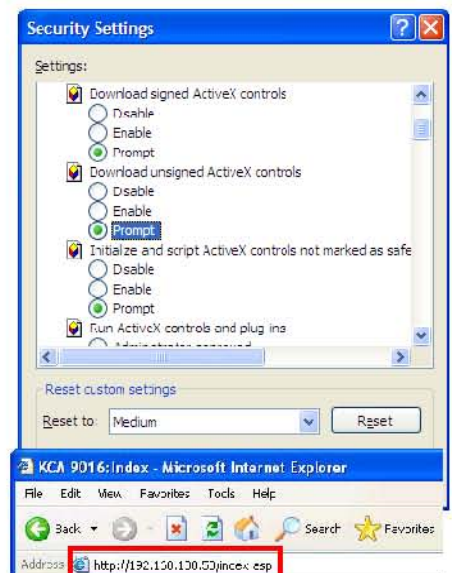 Security Settings
Settings:
Download signed ActiveX controls
Disable
Enable
Prompt
Download unsigned ActiveX controls
Disable
Enable
Prompt
Initialize and script ActiveX controls not marked as safe
Disable
Enable
Prompt
Run ActiveX controls and plug-ins
Administrator approved
Reset custom settings
Reset to: Medium Reset
KCA 9016:Index - Microsoft Internet Explorer
File Edit View Favorites Tools Help
Back Search Favorites
Address